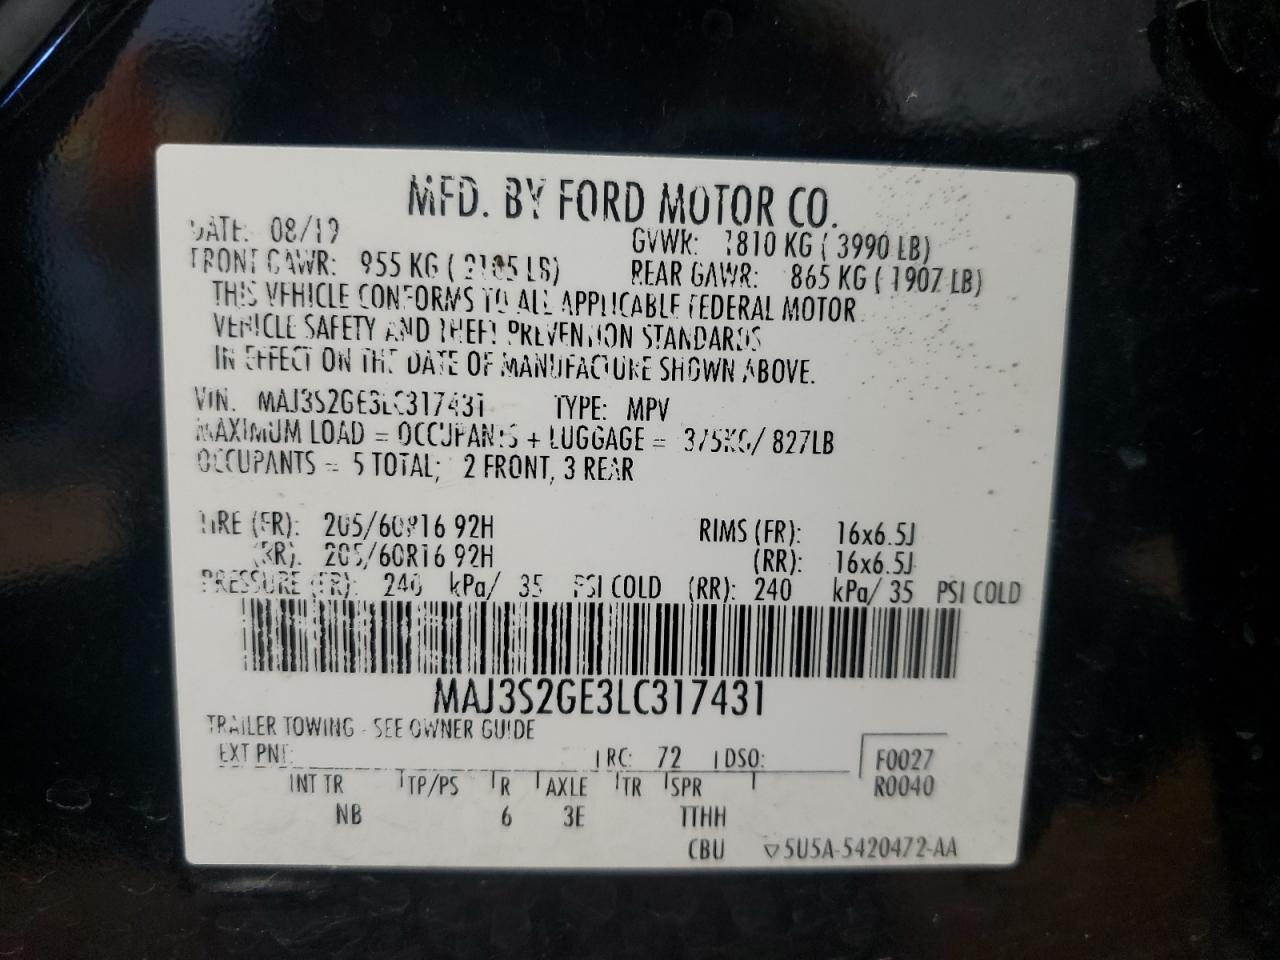 MFD. BY FORD MOTOR CO.
DATE: 08/19 GVWR: 1810 KG ( 3990 LB)
FRONT GAWR: 955 KG ( 2105 LB) REAR GAWR: 865 KG ( 1907 LB)
THIS VEHICLE CONFORMS TO ALL APPLICABLE FEDERAL MOTOR
VEHICLE SAFETY AND THEFT PREVENTION STANDARDS
IN EFFECT ON THE DATE OF MANUFACTURE SHOWN ABOVE.
VIN: MAJ3S2GE3LC317431 TYPE: MPV
MAXIMUM LOAD = OCCUPANTS + LUGGAGE = 375KG/ 827LB
OCCUPANTS = 5 TOTAL; 2 FRONT, 3 REAR
TIRE (FR): 205/60R16 92H RIMS (FR): 16x6.5J
(RR): 205/60R16 92H (RR): 16x6.5J
PRESSURE (FR): 240 kPa/ 35 PSI COLD (RR): 240 kPa/ 35 PSI COLD
MAJ3S2GE3LC317431
TRAILER TOWING - SEE OWNER GUIDE
EXT PNT: RC: 72 DSO: F0027
INT TR TP/PS R AXLE TR SPR R0040
NB 6 3E TTHH
CBU ▽5U5A-5420472-AA